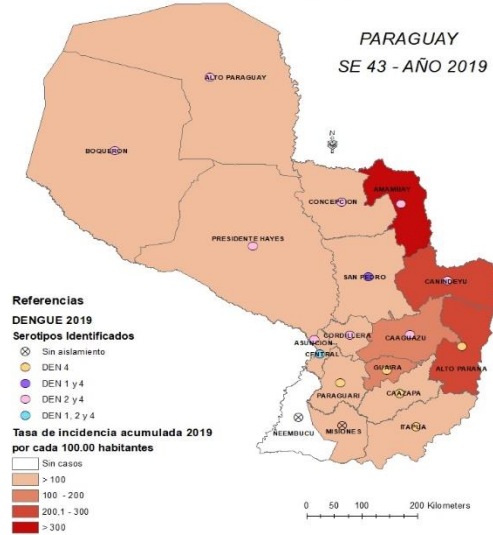 PARAGUAY
SE 43 - AÑO 2019
ALTO PARAGUAY
BOQUERON
AMAMBAY
CONCEPCION
PRESIDENTE HAYES
SAN PEDRO
CANINDEYU
CORDILLERA
ASUNCION
CAAGUAZU
CENTRAL
GUAIRA
ALTO PARANA
PARAGUARI
CAAZAPA
ÑEEMBUCU
MISIONES
ITAPUA
Referencias
DENGUE 2019
Serotipos Identificados
Sin aislamiento
DEN 4
DEN 1 y 4
DEN 2 y 4
DEN 1, 2 y 4
Tasa de incidencia acumulada 2019
por cada 100.00 habitantes
Sin casos
> 100
100 - 200
200,1 - 300
> 300
0 50 100 200 Kilometers